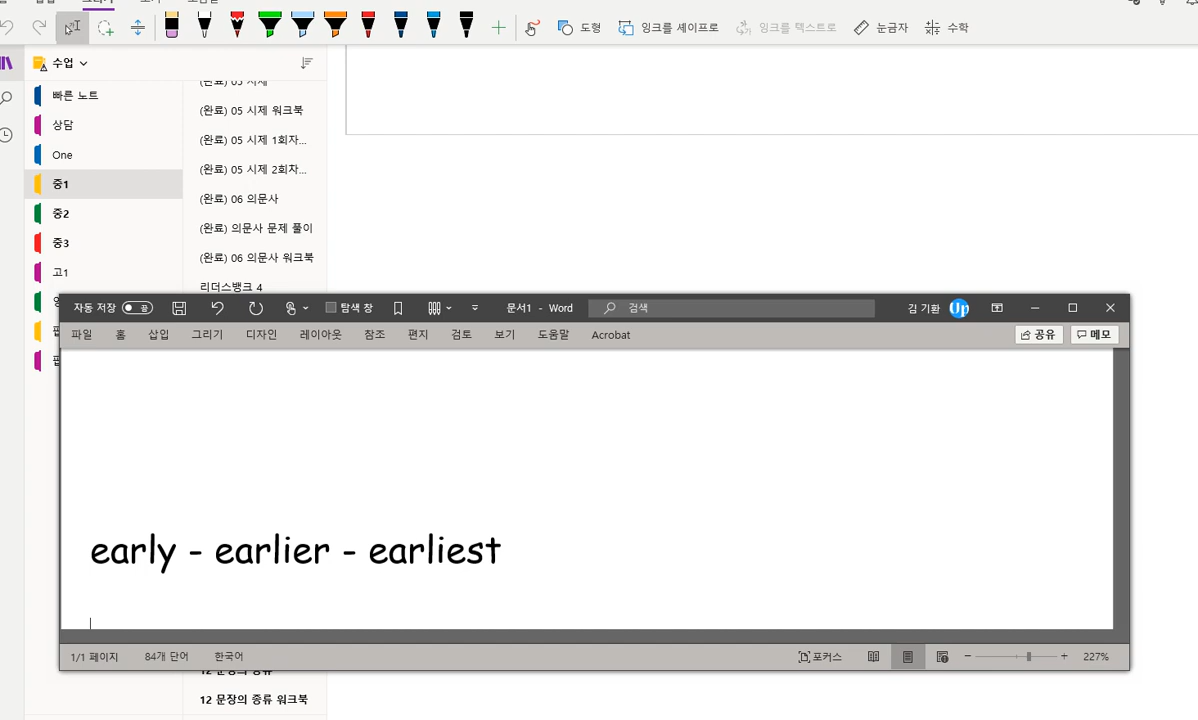 잉크를 셰이프로
잉크를 텍스트로
도형
눈금자
수학
수업
빠른 노트
상담
One
중1
중2
중3
고1
(완료) 05 시제 워크북
(완료) 05 시제 1회차...
(완료) 05 시제 2회차...
(완료) 06 의문사
(완료) 의문사 문제 풀이
(완료) 06 의문사 워크북
리더스뱅크 4
자동 저장 끔 탐색 창 문서1 - Word 검색 김 기환
파일 홈 삽입 그리기 디자인 레이아웃 참조 편지 검토 보기 도움말 Acrobat 공유 메모
early - earlier - earliest
1/1 페이지 84개 단어 한국어 포커스 227%
12 문장의 종류 워크북